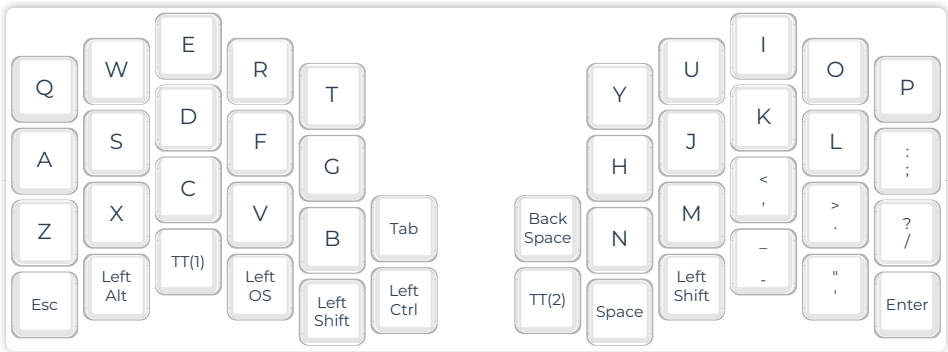 Q
W
E
R
T
Y
U
I
O
P
A
S
D
F
G
H
J
K
L
:
;
Z
X
C
V
B
Tab
Back
Space
N
M
<
,
>
.
?
/
Esc
Left
Alt
TT(1)
Left
OS
Left
Shift
Left
Ctrl
TT(2)
Space
Left
Shift
_
-
"
'
Enter